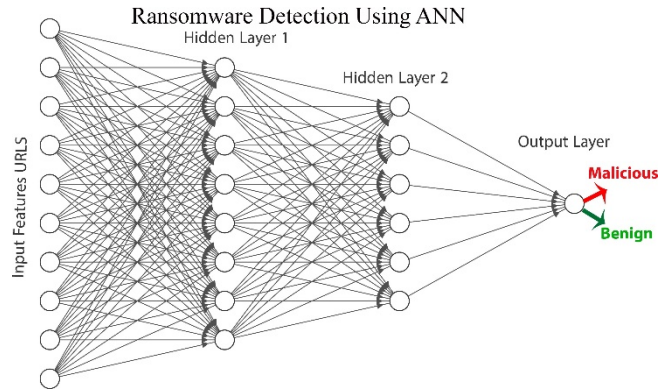 Ransomware Detection Using ANN
Hidden Layer 1
Hidden Layer 2
Output Layer
Input Features URLS
Malicious
Benign